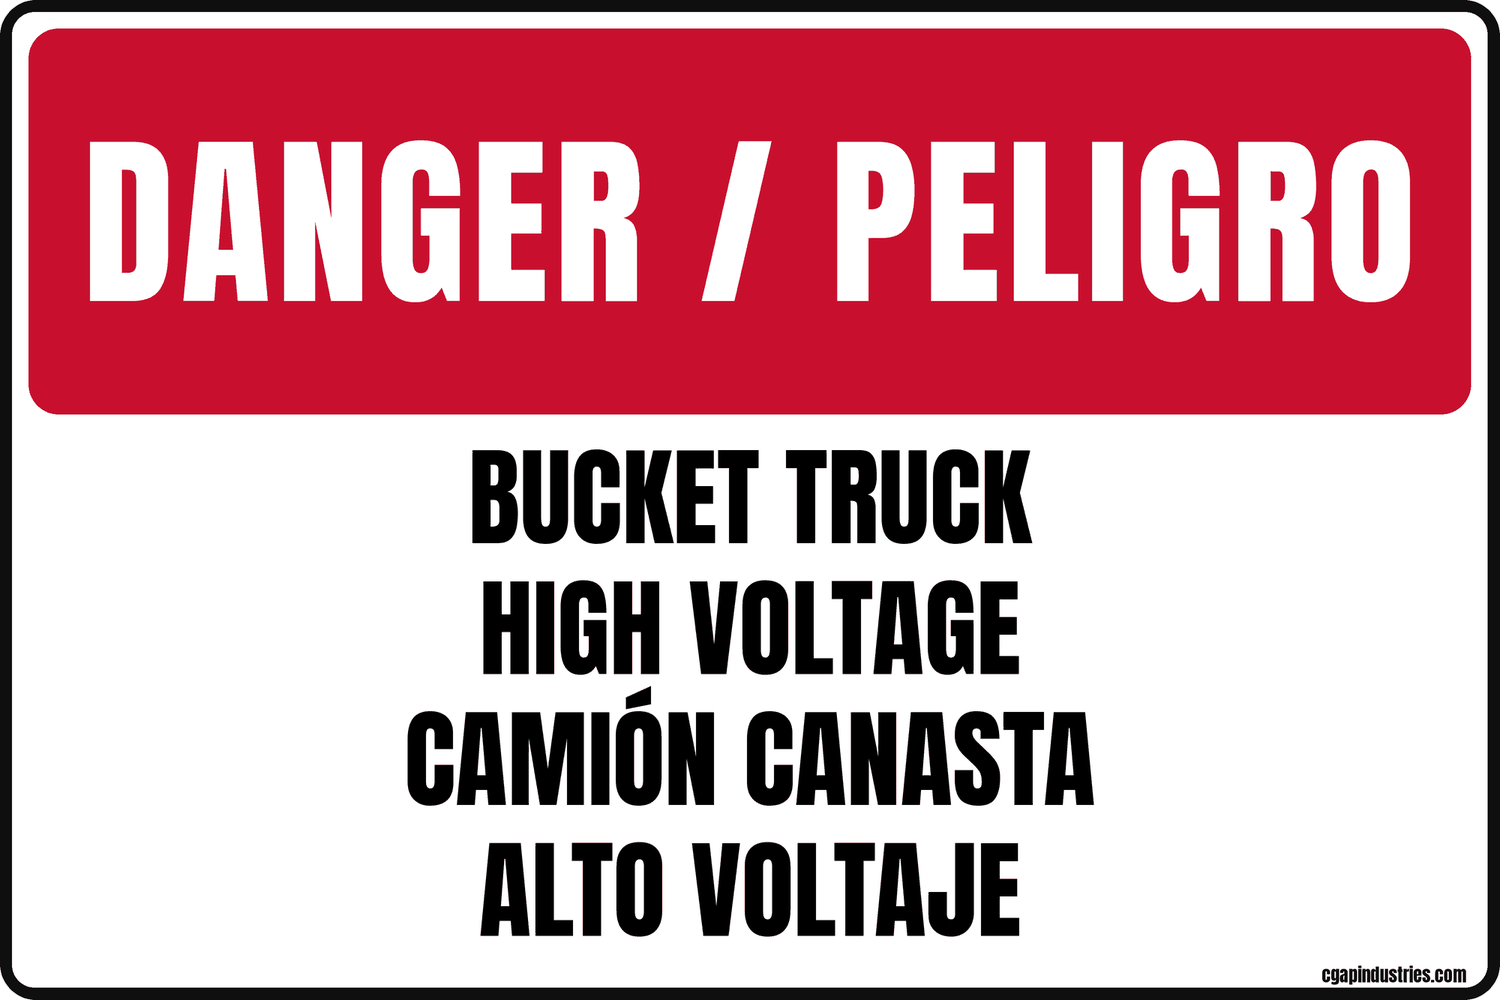 DANGER / PELIGRO
BUCKET TRUCK
HIGH VOLTAGE
CAMIÓN CANASTA
ALTO VOLTAJE
cgapindustries.com